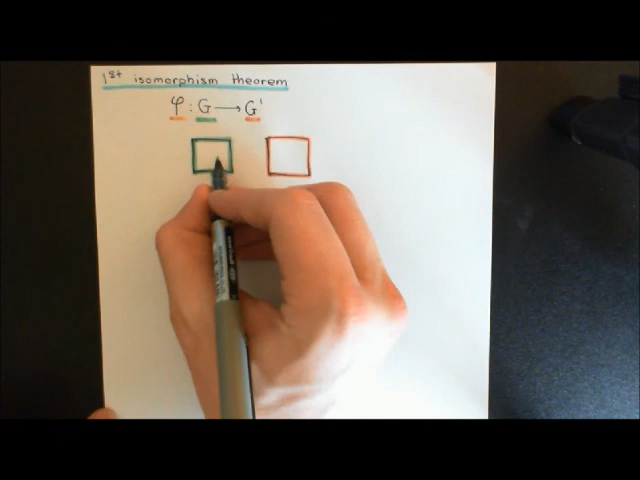 1st isomorphism theorem
φ : G → G'